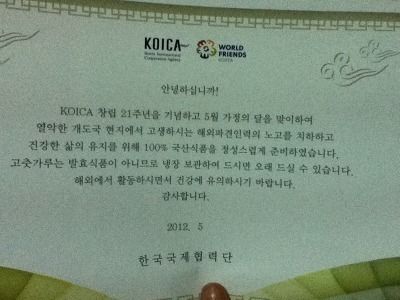 KOICA
Korea International
Cooperation Agency
WORLD
FRIENDS
KOREA
안녕하십니까!
KOICA 창립 21주년을 기념하고 5월 가정의 달을 맞이하여
열악한 개도국 현지에서 고생하시는 해외파견인력의 노고를 치하하고
건강한 삶의 유지를 위해 100% 국산식품을 정성스럽게 준비하였습니다.
고춧가루는 발효식품이 아니므로 냉장 보관하여 드시면 오래 드실 수 있습니다.
해외에서 활동하시면서 건강에 유의하시기 바랍니다.
감사합니다.
2012. 5
한국국제협력단